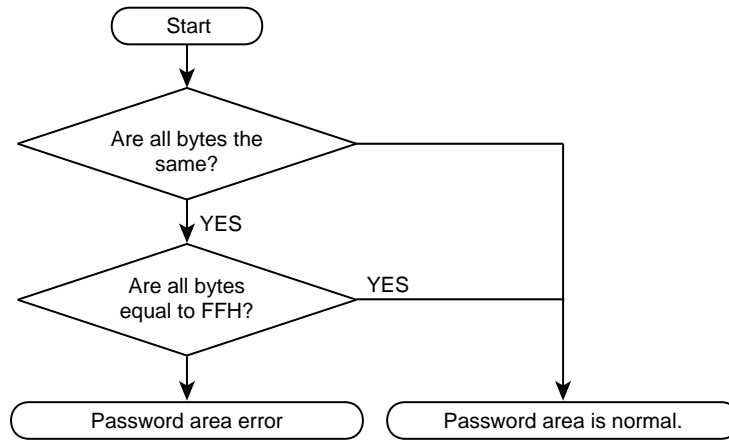 Start
Are all bytes the
same?
YES
Are all bytes
equal to FFH?
YES
Password area error
Password area is normal.